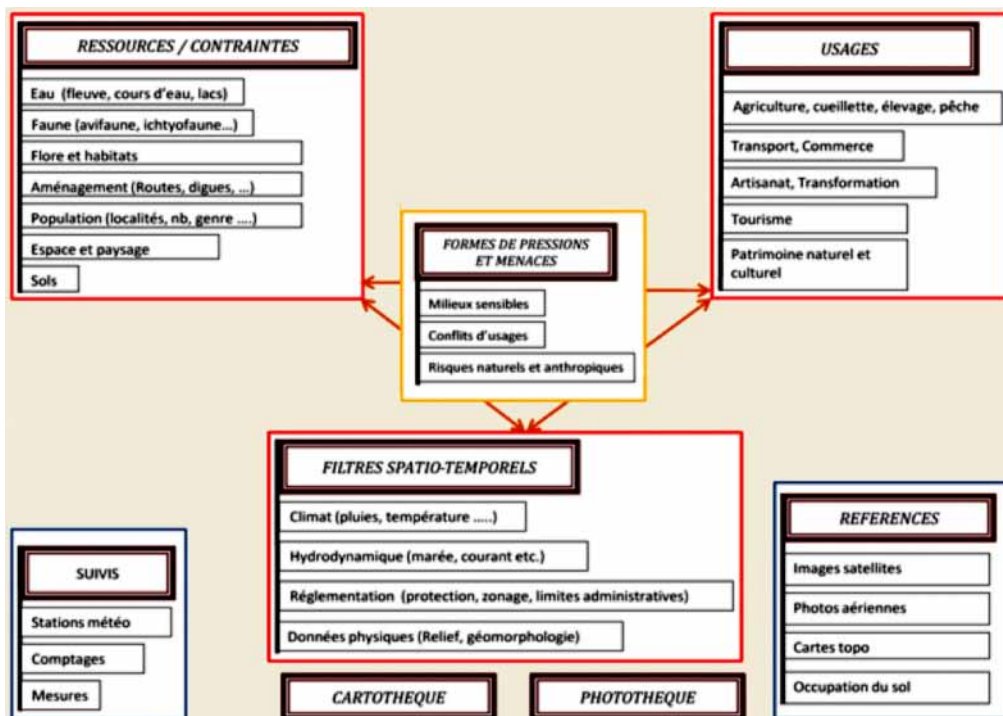 RESSOURCES / CONTRAINTES
Eau (fleuve, cours d'eau, lacs)
Faune (avifaune, ichtyofaune...)
Flore et habitats
Aménagement (Routes, digues, ...)
Population (localités, nb, genre ....)
Espace et paysage
Sols
USAGES
Agriculture, cueillette, élevage, pêche
Transport, Commerce
Artisanat, Transformation
Tourisme
Patrimoine naturel et
culturel
FORMES DE PRESSIONS
ET MENACES
Milieux sensibles
Conflits d'usages
Risques naturels et anthropiques
FILTRES SPATIO-TEMPORELS
Climat (pluies, température .....)
Hydrodynamique (marée, courant etc.)
Réglementation (protection, zonage, limites administratives)
Données physiques (Relief, géomorphologie)
SUIVIS
Stations météo
Comptages
Mesures
REFERENCES
Images satellites
Photos aériennes
Cartes topo
Occupation du sol
CARTOTHEQUE
PHOTOTHEQUE